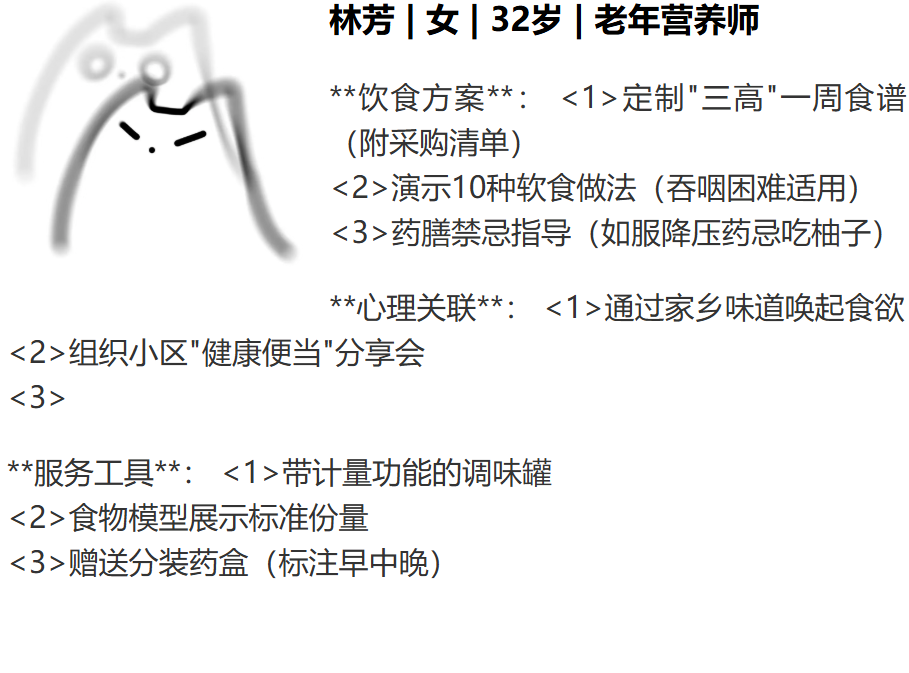 林芳 | 女 | 32岁 | 老年营养师
**饮食方案**： <1>定制"三高"一周食谱
（附采购清单）
<2>演示10种软食做法（吞咽困难适用）
<3>药膳禁忌指导（如服降压药忌吃柚子）
**心理关联**： <1>通过家乡味道唤起食欲
<2>组织小区"健康便当"分享会
<3>
**服务工具**： <1>带计量功能的调味罐
<2>食物模型展示标准份量
<3>赠送分装药盒（标注早中晚）